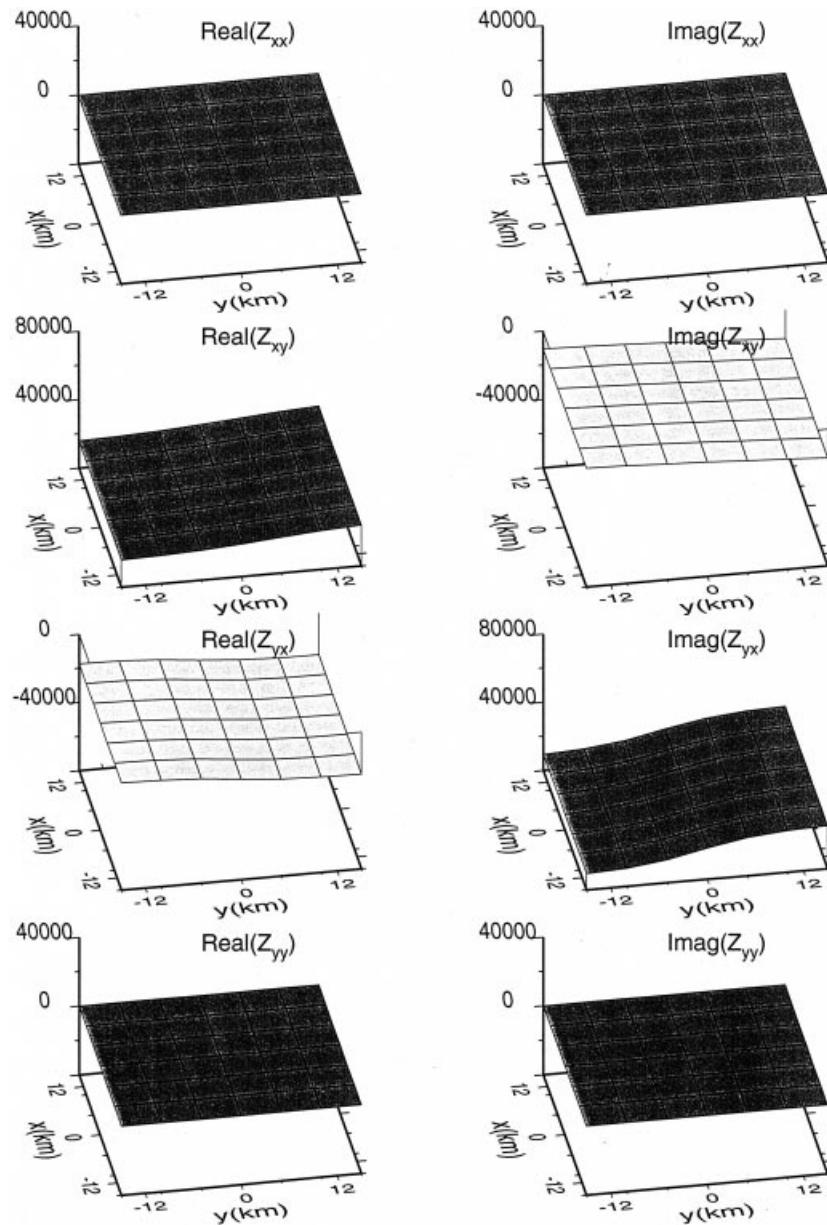 40000
Real(Zxx)
0
12
0
-12
x(km)
-12
0
12
y(km)
40000
Imag(Zxx)
0
12
0
-12
x(km)
-12
0
12
y(km)
80000
Real(Zxy)
40000
12
0
-12
x(km)
-12
0
12
y(km)
0
Imag(Zxy)
-40000
12
0
-12
x(km)
-12
0
12
y(km)
0
Real(Zyx)
-40000
12
0
-12
x(km)
-12
0
12
y(km)
80000
Imag(Zyx)
40000
12
0
-12
x(km)
-12
0
12
y(km)
40000
Real(Zyy)
0
12
0
-12
x(km)
-12
0
12
y(km)
40000
Imag(Zyy)
0
12
0
-12
x(km)
-12
0
12
y(km)